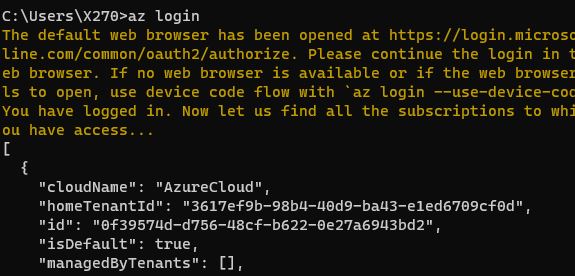 C:\Users\X270>az login
The default web browser has been opened at https://login.microso
line.com/common/oauth2/authorize. Please continue the login in t
eb browser. If no web browser is available or if the web browser
ls to open, use device code flow with `az login --use-device-cod
You have logged in. Now let us find all the subscriptions to whi
ou have access...
[
  {
    "cloudName": "AzureCloud",
    "homeTenantId": "3617ef9b-98b4-40d9-ba43-e1ed6709cf0d",
    "id": "0f39574d-d756-48cf-b622-0e27a6943bd2",
    "isDefault": true,
    "managedByTenants": [],